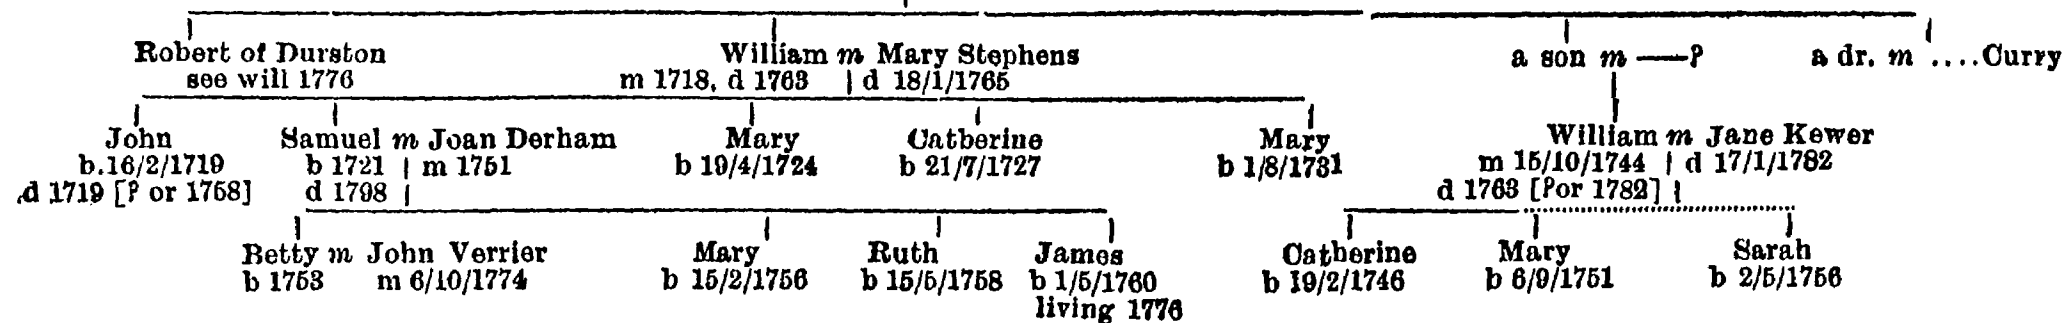 Robert of Durston William m Mary Stephens a son m ——? a dr. m ....Curry
see will 1776 m 1718, d 1763 | d 18/1/1765
John Samuel m Joan Derham Mary Catherine Mary William m Jane Kewer
b.16/2/1719 b 1721 | m 1751 b 19/4/1724 b 21/7/1727 b 1/8/1731 m 15/10/1744 | d 17/1/1782
d 1719 [? or 1758] d 1798 | d 1763 [? or 1782] |
Betty m John Verrier Mary Ruth James Catherine Mary Sarah
b 1753 m 6/10/1774 b 15/2/1756 b 15/5/1758 b 1/5/1760 b 19/2/1746 b 6/9/1751 b 2/5/1756
living 1776